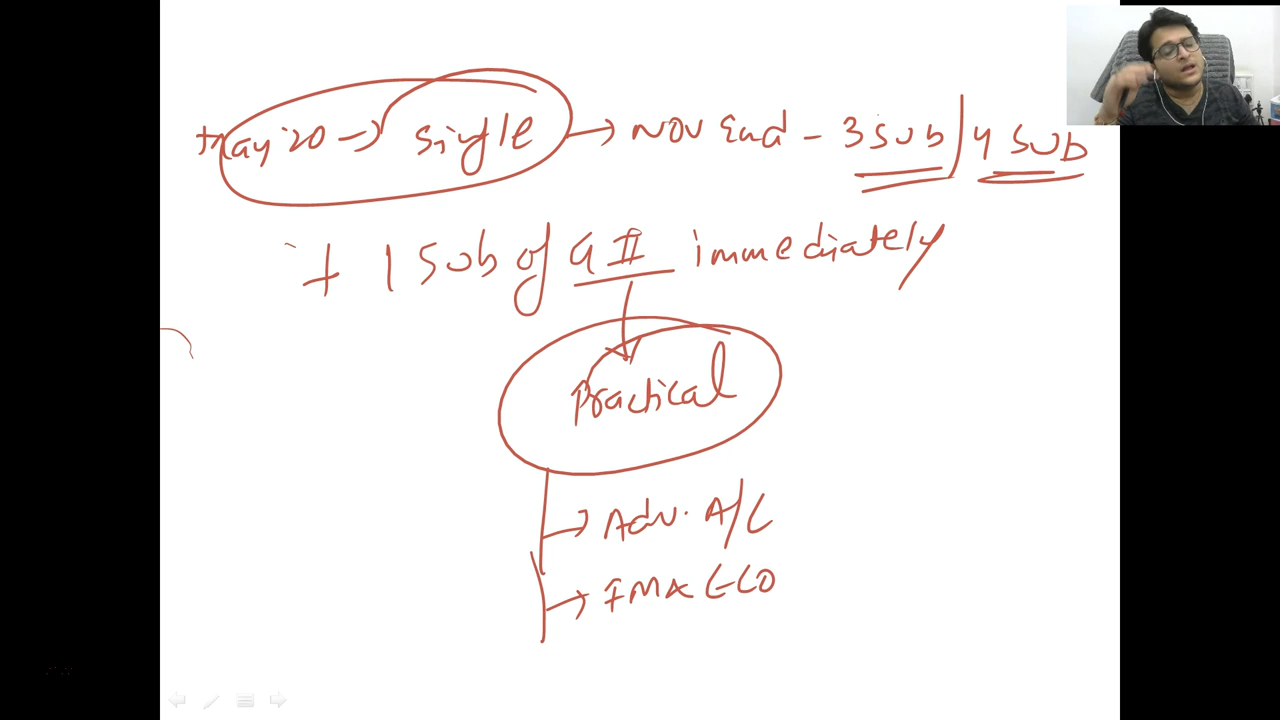 May'20 → single → NOV End - 3 sub / 4 sub
+ 1 Sub of G II immediately
Practical
→ Adv. A/C
→ FM & ECO